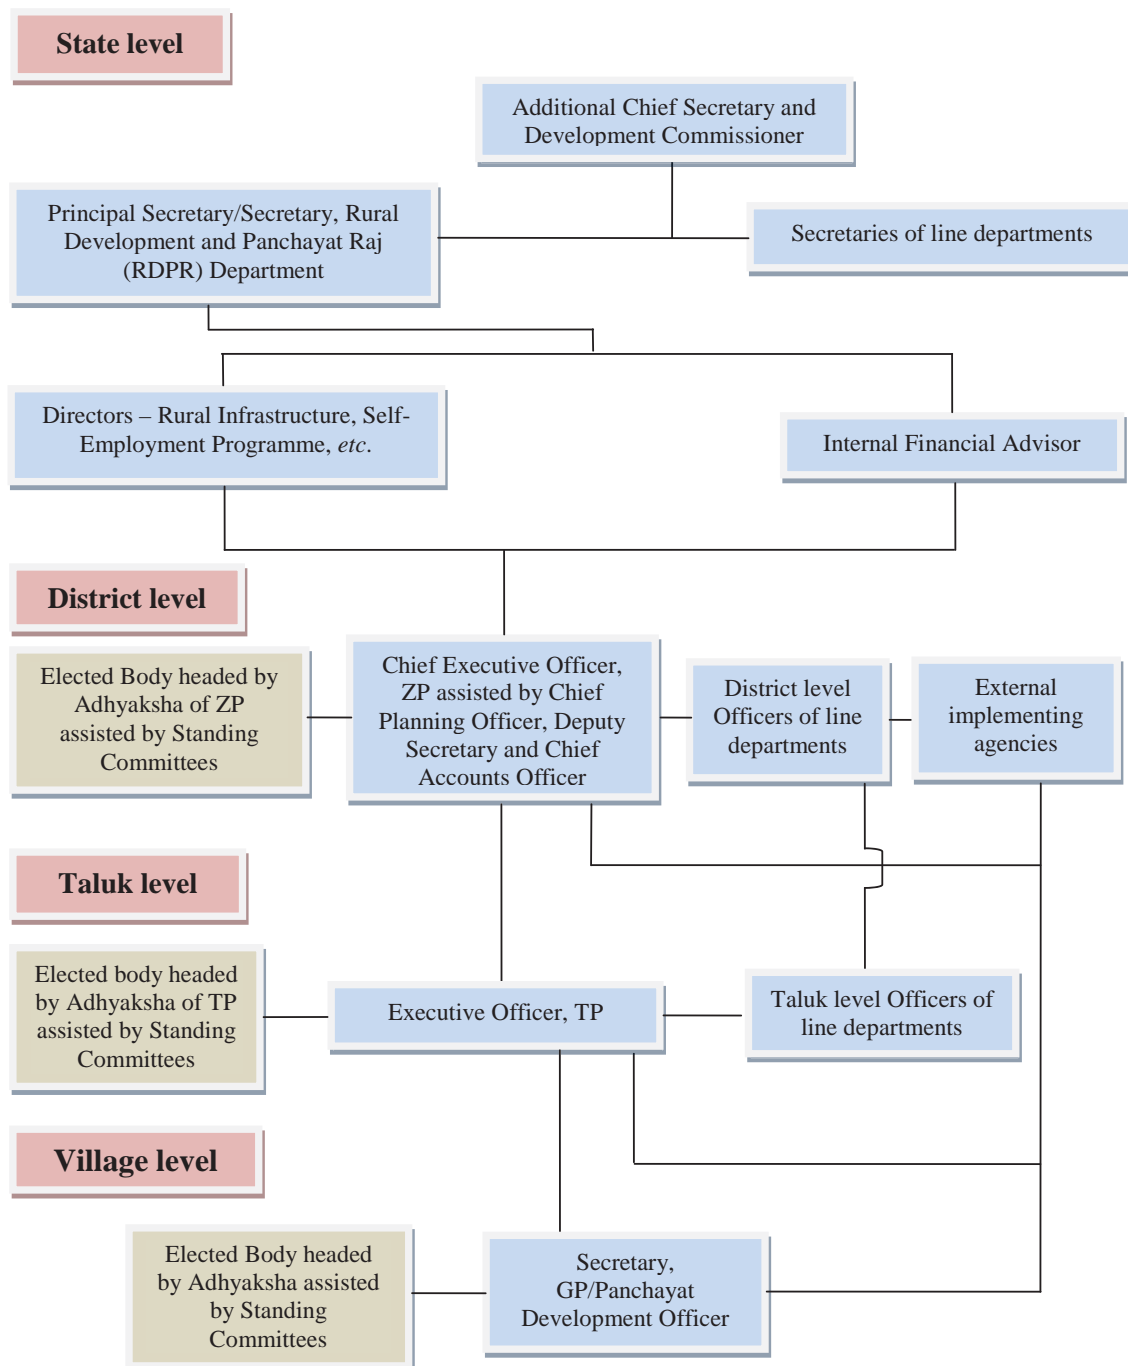 State level
Additional Chief Secretary and
Development Commissioner
Principal Secretary/Secretary, Rural
Development and Panchayat Raj
(RDPR) Department
Secretaries of line departments
Directors – Rural Infrastructure, Self-
Employment Programme, etc.
Internal Financial Advisor
District level
Elected Body headed by
Adhyaksha of ZP
assisted by Standing
Committees
Chief Executive Officer,
ZP assisted by Chief
Planning Officer, Deputy
Secretary and Chief
Accounts Officer
District level
Officers of line
departments
External
implementing
agencies
Taluk level
Elected body headed
by Adhyaksha of TP
assisted by Standing
Committees
Executive Officer, TP
Taluk level Officers of
line departments
Village level
Elected Body headed
by Adhyaksha assisted
by Standing
Committees
Secretary,
GP/Panchayat
Development Officer